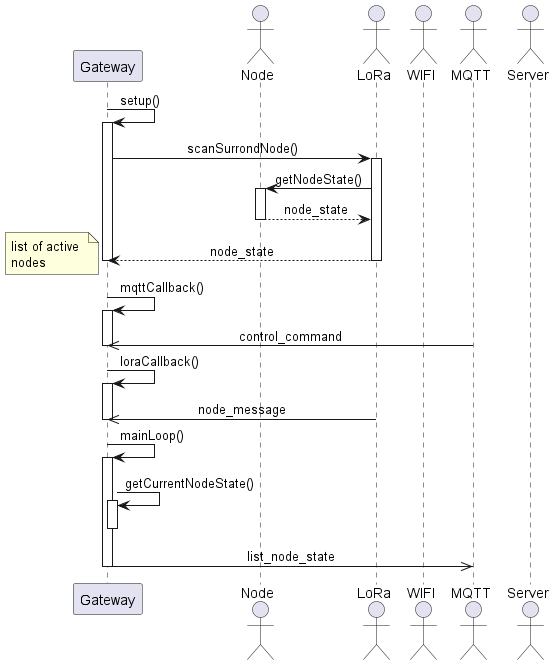 Gateway
Node
LoRa
WIFI
MQTT
Server
setup()
scanSurrondNode()
getNodeState()
node_state
list of active
nodes
node_state
mqttCallback()
control_command
loraCallback()
node_message
mainLoop()
getCurrentNodeState()
list_node_state
Gateway
Node
LoRa
WIFI
MQTT
Server